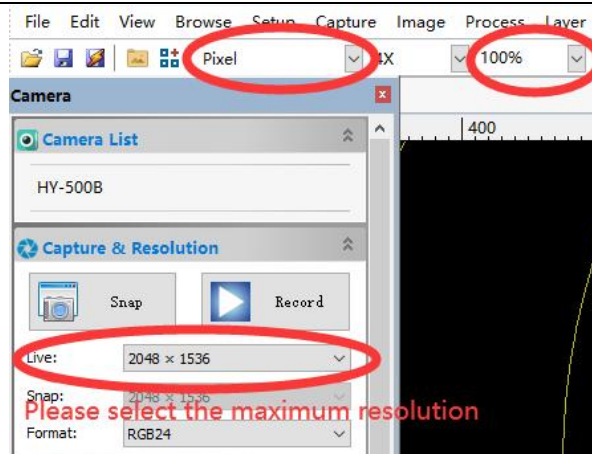 File Edit View Browse Setup Capture Image Process Layer
Pixel 4X 100%
Camera
Camera List
400
HY-500B
Capture & Resolution
Snap Record
Live: 2048 × 1536
Snap: 2048 × 1536
Please select the maximum resolution
Format: RGB24